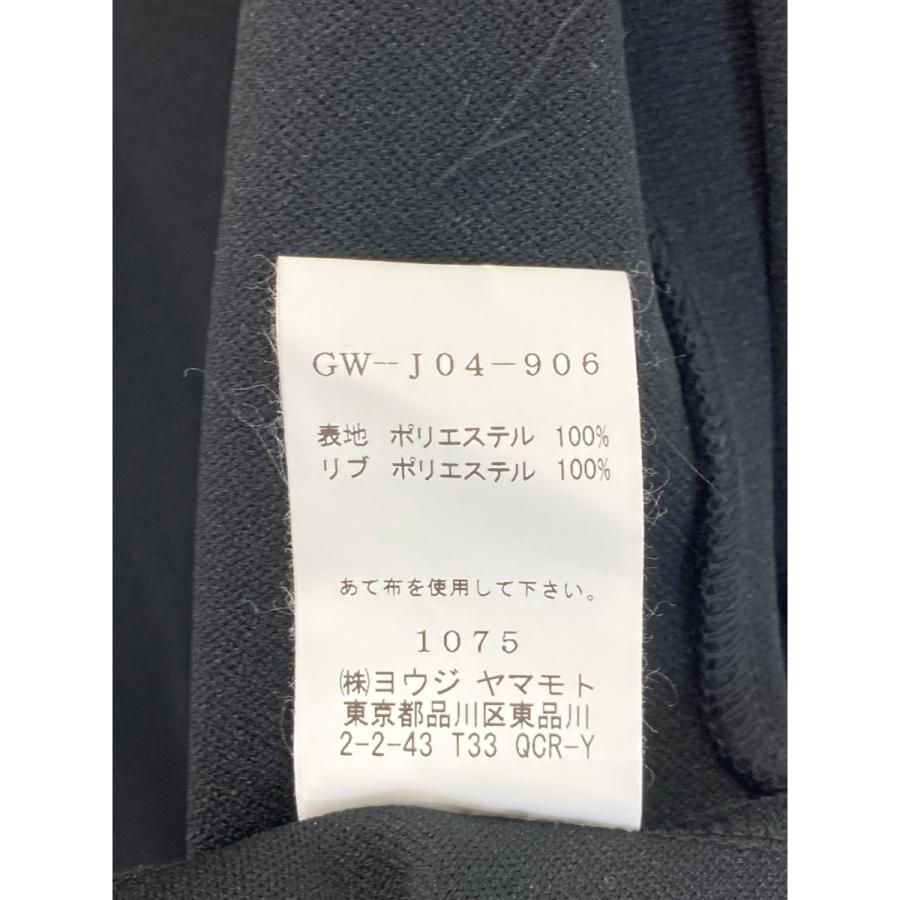 GW--J04-906
表地 ポリエステル 100%
リブ ポリエステル 100%
あて布を使用して下さい。
1075
㈱ヨウジ ヤマモト
東京都品川区東品川
2-2-43 T33 QCR-Y